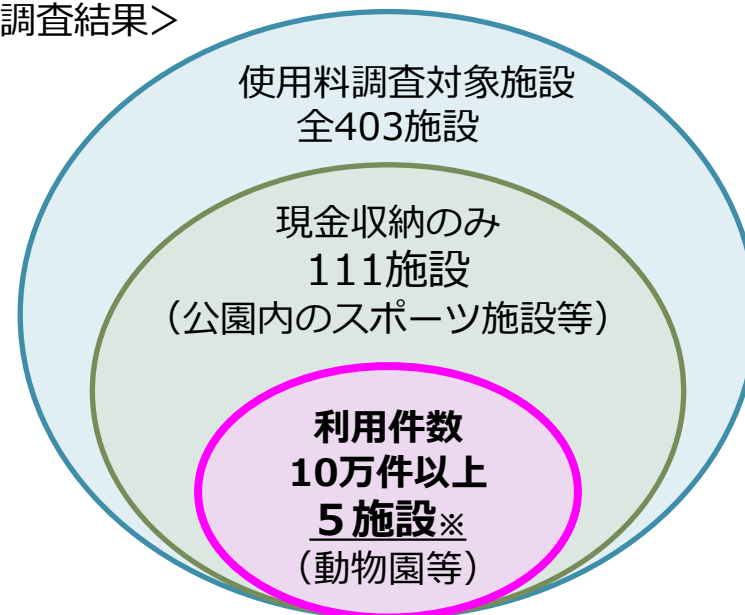 調査結果＞
使用料調査対象施設
全403施設
現金収納のみ
111施設
（公園内のスポーツ施設等）
利用件数
10万件以上
５施設※
（動物園等）